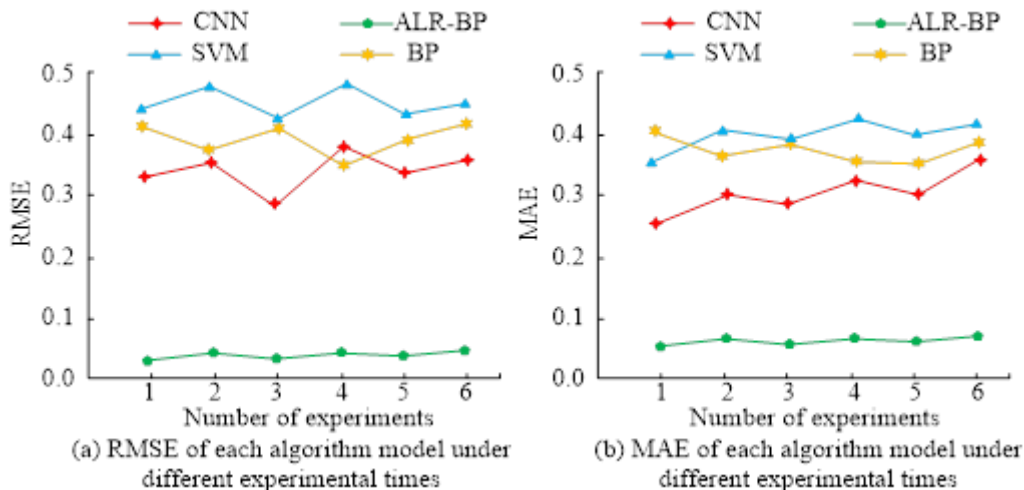 CNN ALR-BP
SVM BP
RMSE
0.5
0.4
0.3
0.2
0.1
0.0
1 2 3 4 5 6
Number of experiments
(a) RMSE of each algorithm model under
different experimental times
CNN ALR-BP
SVM BP
MAE
0.5
0.4
0.3
0.2
0.1
0.0
1 2 3 4 5 6
Number of experiments
(b) MAE of each algorithm model under
different experimental times